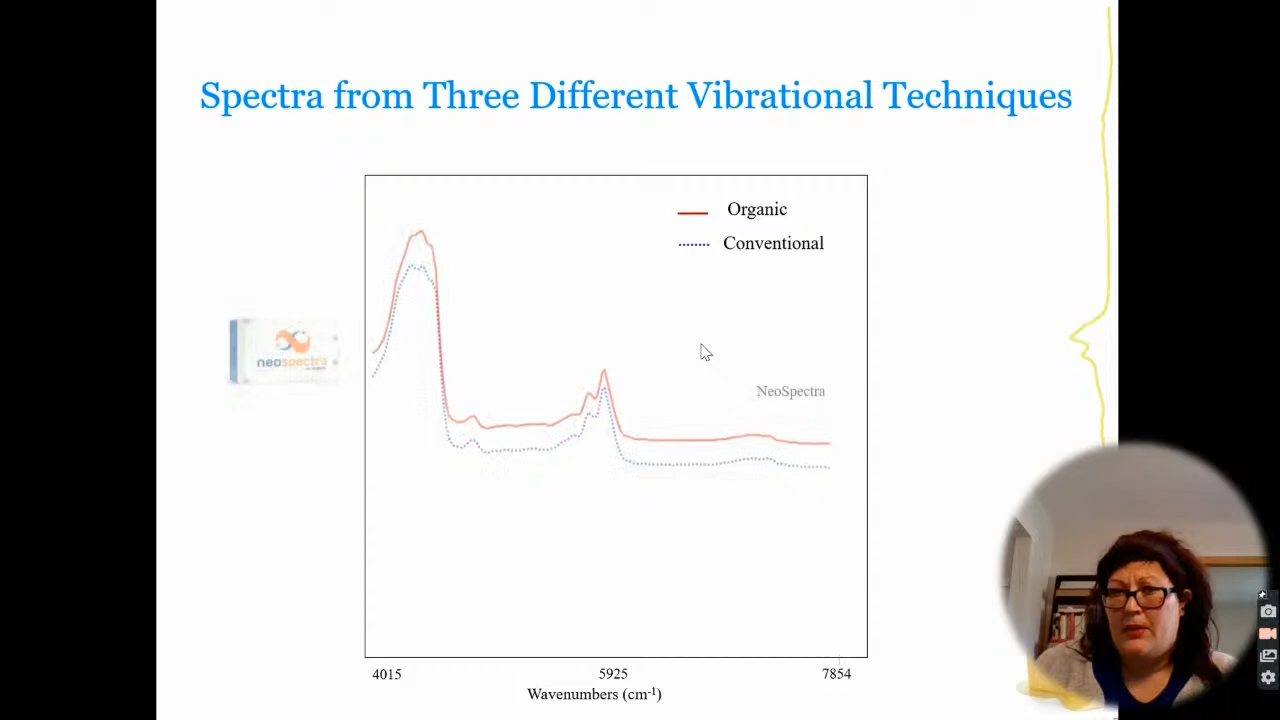 Spectra from Three Different Vibrational Techniques
Organic
Conventional
neospectra
NeoSpectra
4015
5925
7854
Wavenumbers (cm⁻¹)